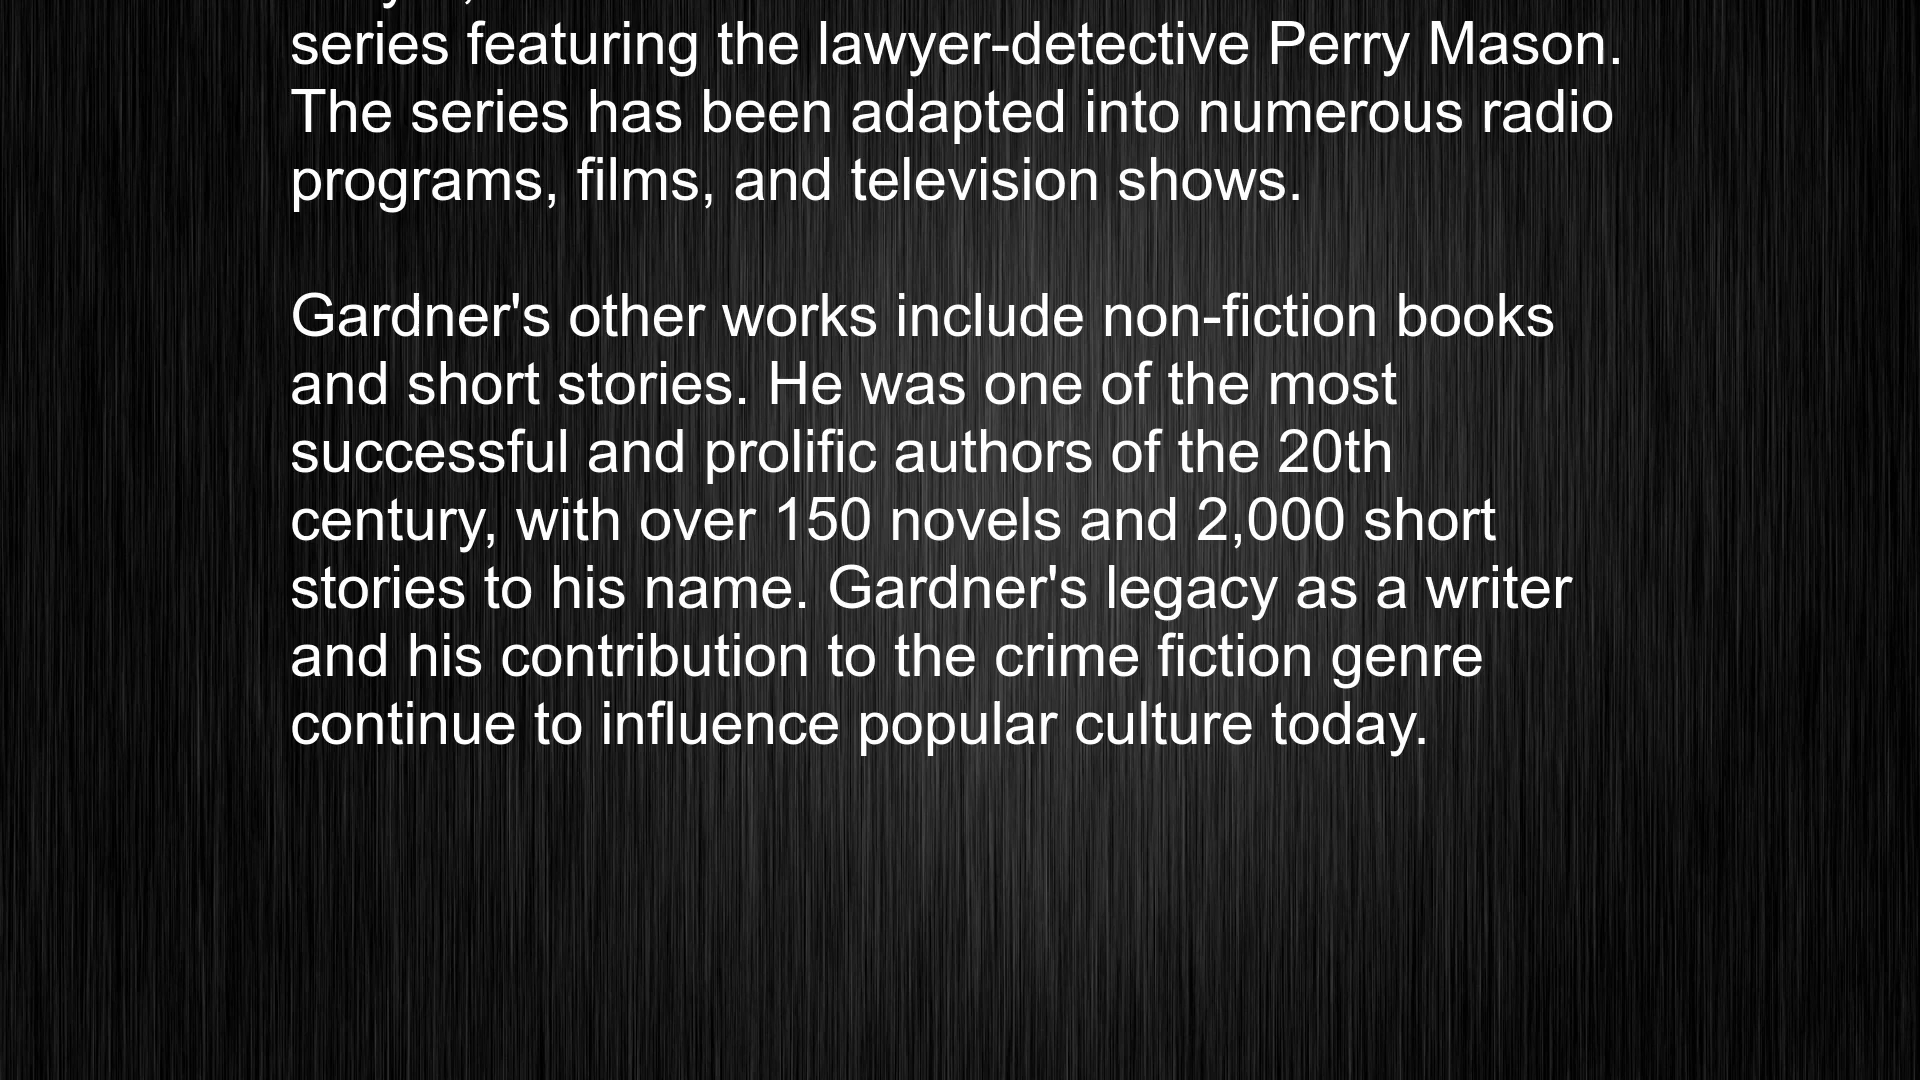 series featuring the lawyer-detective Perry Mason.
The series has been adapted into numerous radio
programs, films, and television shows.
Gardner's other works include non-fiction books
and short stories. He was one of the most
successful and prolific authors of the 20th
century, with over 150 novels and 2,000 short
stories to his name. Gardner's legacy as a writer
and his contribution to the crime fiction genre
continue to influence popular culture today.